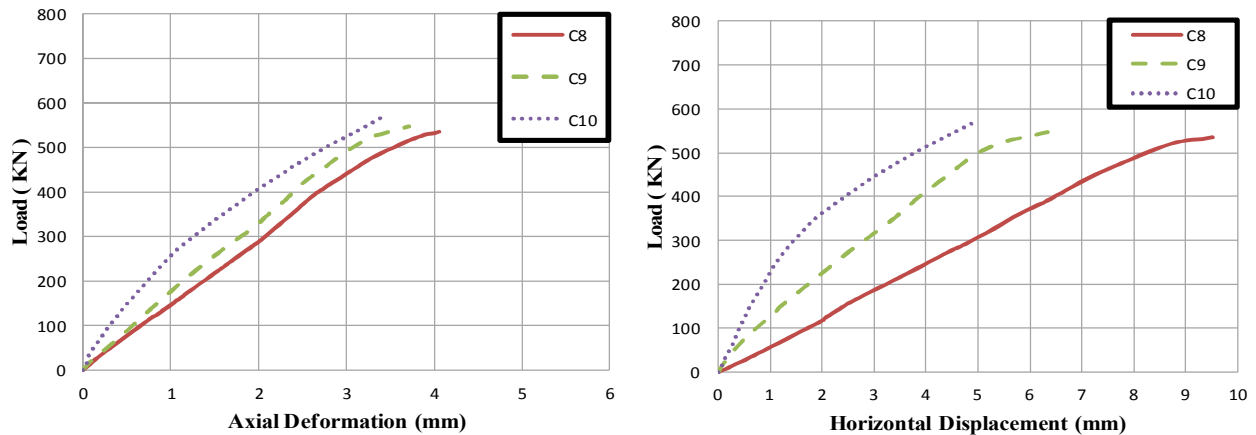 800
700
600
500
400
300
200
100
0
Load ( KN)
0 1 2 3 4 5 6
Axial Deformation (mm)
C8
C9
C10
800
700
600
500
400
300
200
100
0
Load ( KN)
0 1 2 3 4 5 6 7 8 9 10
Horizontal Displacement (mm)
C8
C9
C10